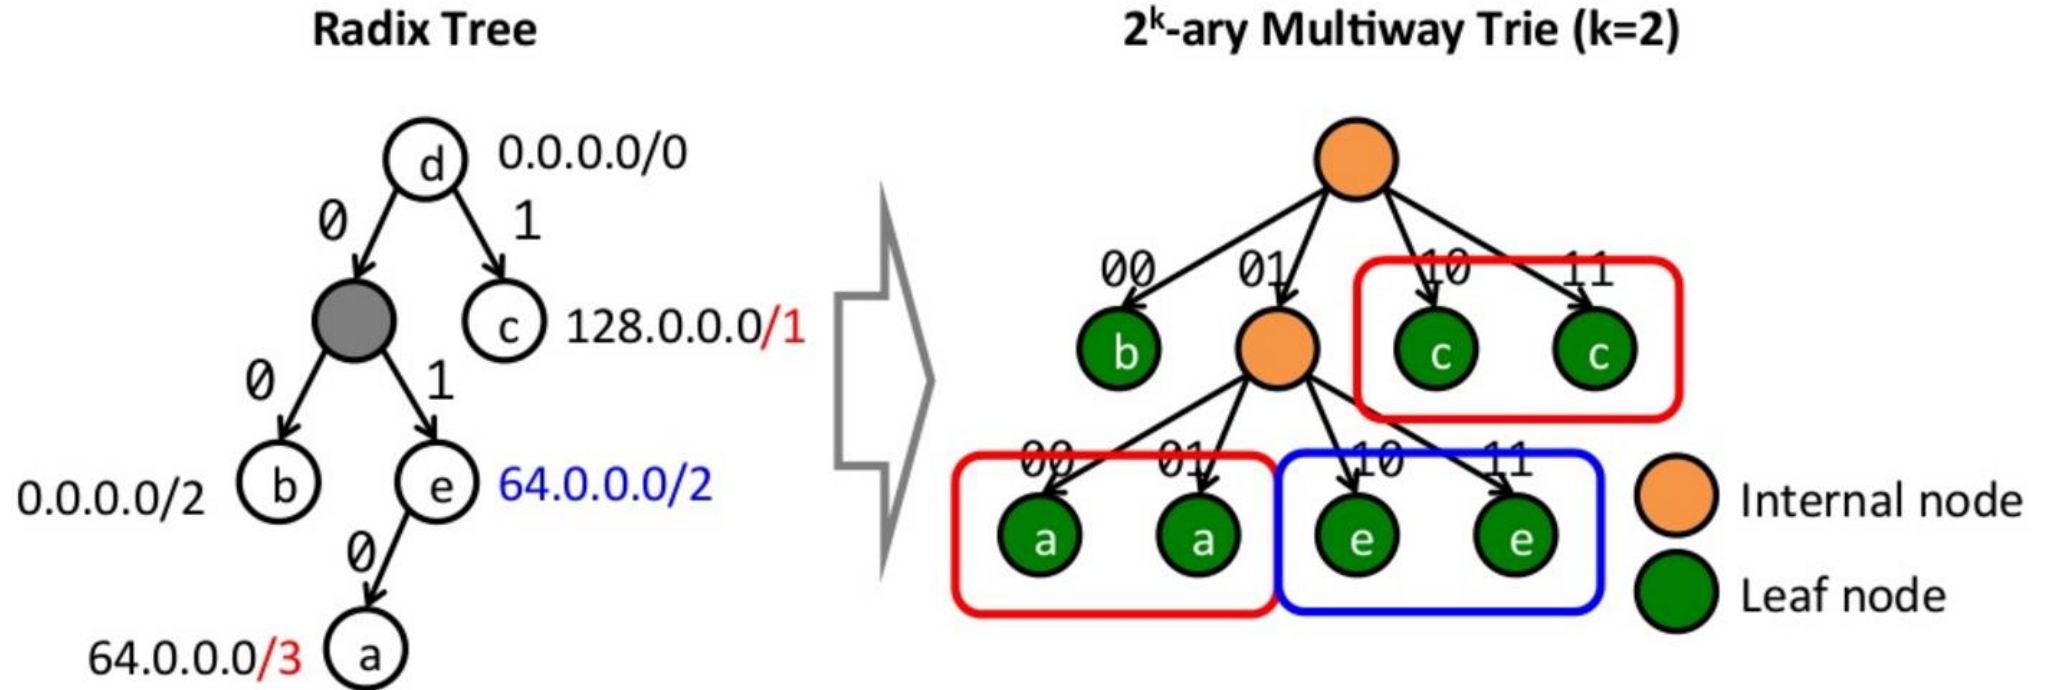 Radix Tree
2ᵏ-ary Multiway Trie (k=2)
d 0.0.0.0/0
0 1
00 01 10 11
c 128.0.0.0/1
b c c
0 1
0.0.0.0/2 b e 64.0.0.0/2
00 01 10 11
Internal node
0
a a e e
Leaf node
64.0.0.0/3 a